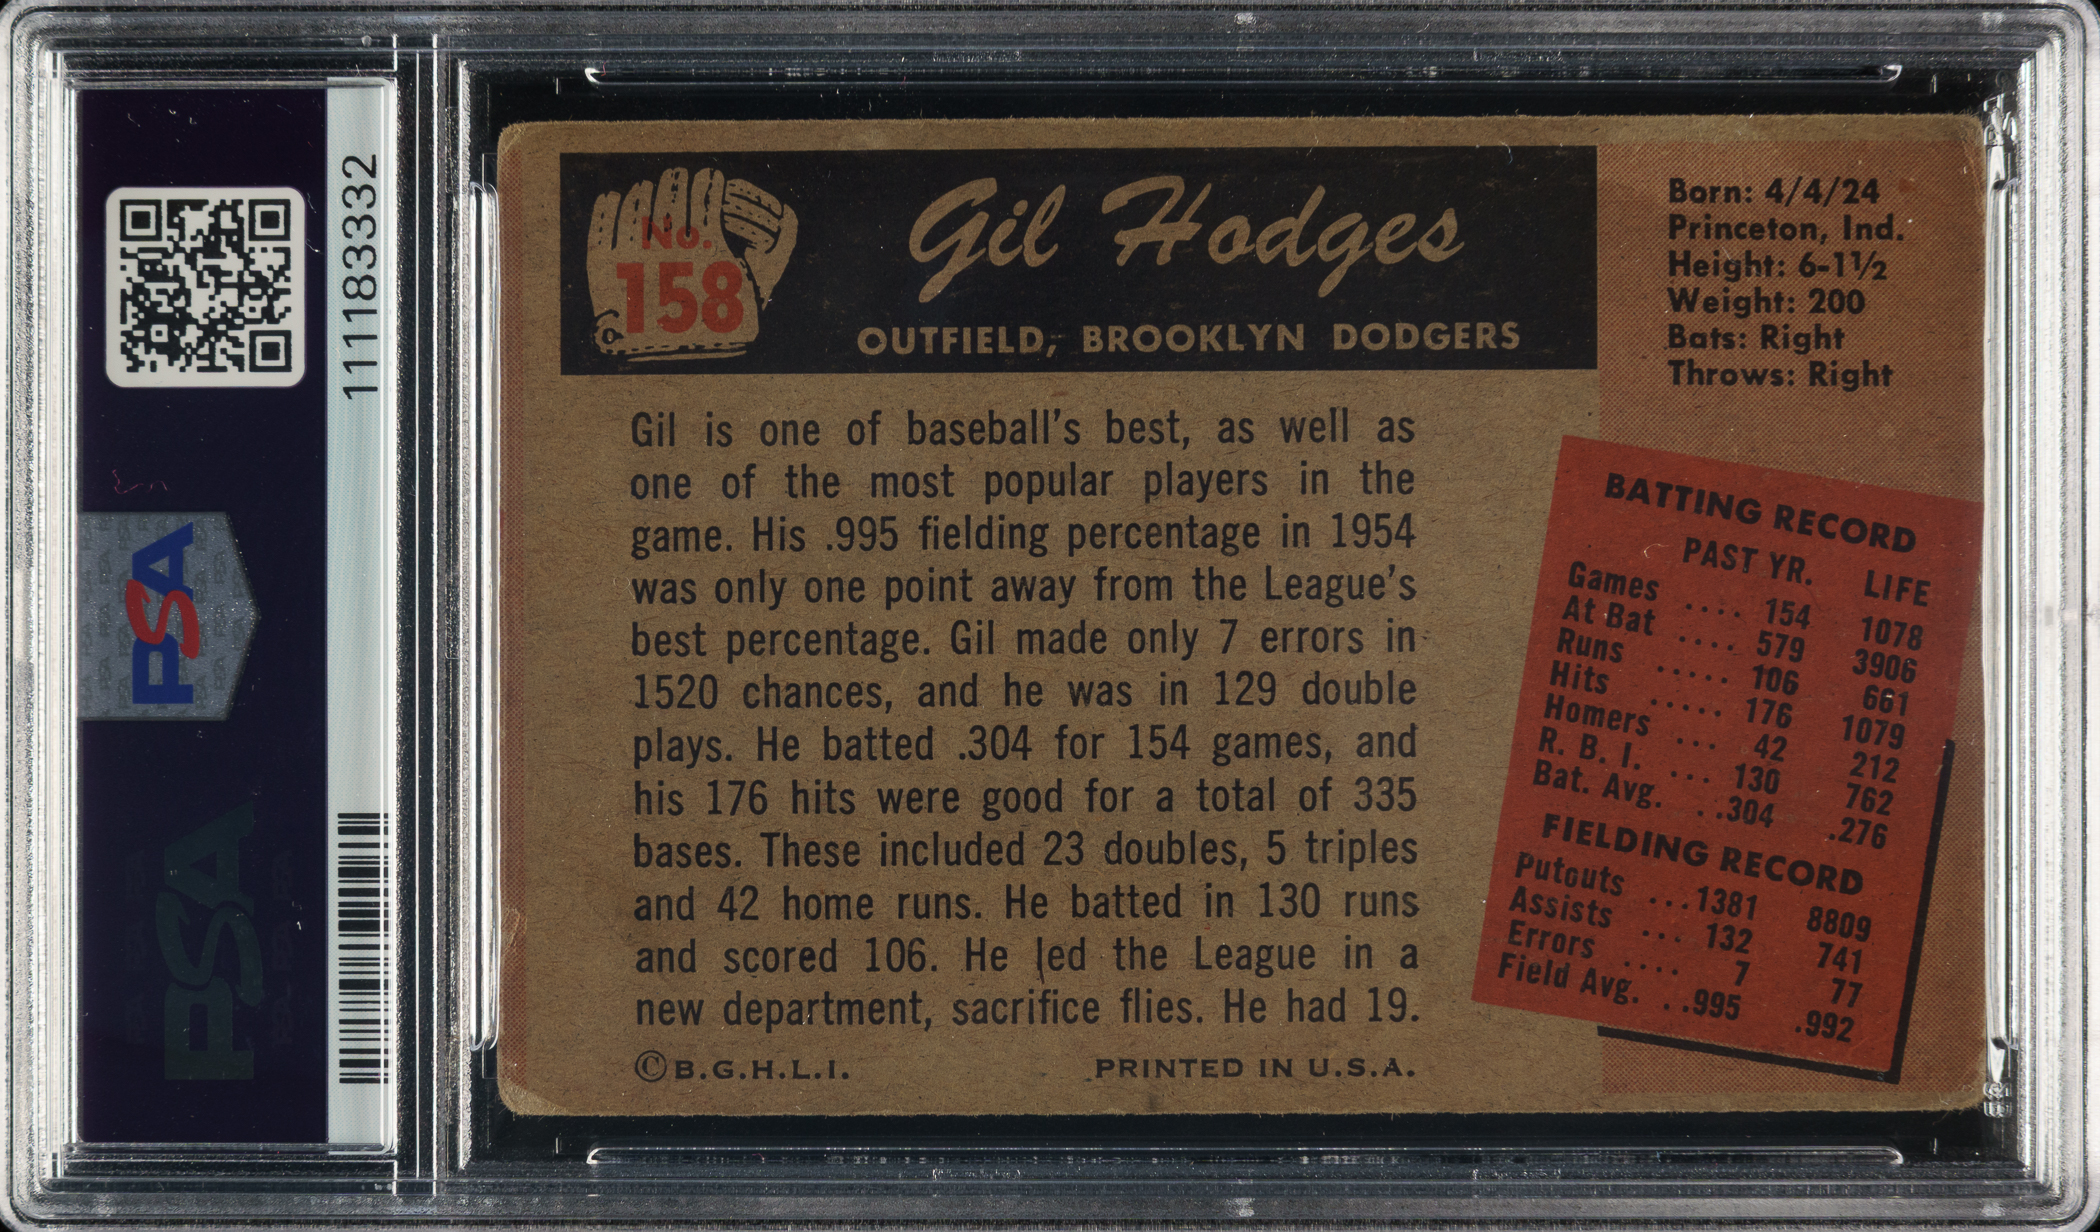 111183332
PSA
PSA
No.
158
Gil Hodges
OUTFIELD, BROOKLYN DODGERS
Born: 4/4/24
Princeton, Ind.
Height: 6-1½
Weight: 200
Bats: Right
Throws: Right
Gil is one of baseball's best, as well as
one of the most popular players in the
game. His .995 fielding percentage in 1954
was only one point away from the League's
best percentage. Gil made only 7 errors in
1520 chances, and he was in 129 double
plays. He batted .304 for 154 games, and
his 176 hits were good for a total of 335
bases. These included 23 doubles, 5 triples
and 42 home runs. He batted in 130 runs
and scored 106. He led the League in a
new department, sacrifice flies. He had 19.
©B.G.H.L.I. PRINTED IN U.S.A.
BATTING RECORD
PAST YR. LIFE
Games .... 154 1078
At Bat .... 579 3906
Runs ..... 106 661
Hits ..... 176 1079
Homers ... 42 212
R. B. I. ... 130 762
Bat. Avg. ..304 .276
FIELDING RECORD
Putouts ...1381 8809
Assists ... 132 741
Errors .... 7 77
Field Avg. ..995 .992